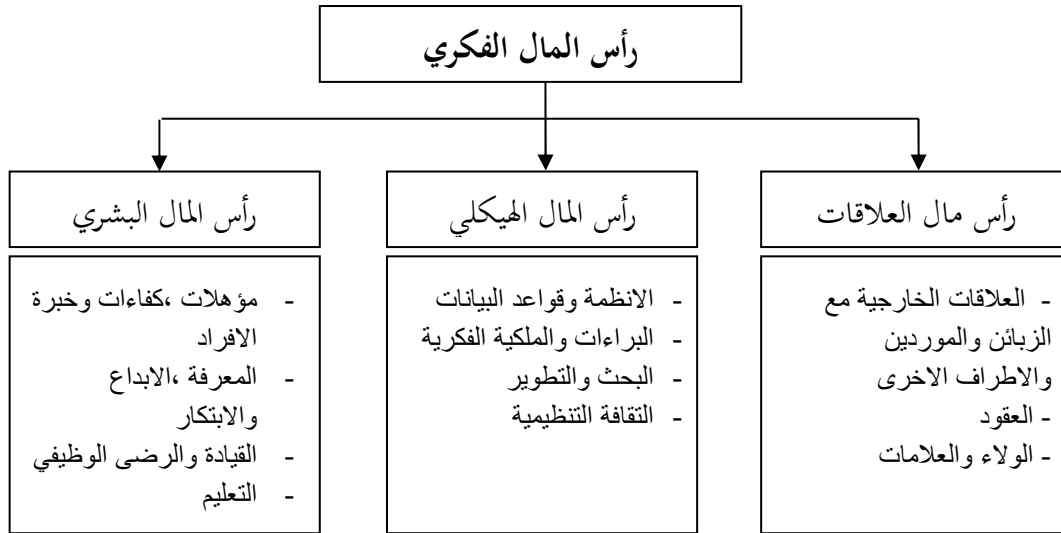 رأس المال الفكري
رأس مال العلاقات
رأس المال الهيكلي
رأس المال البشري
- العلاقات الخارجية مع
الزبائن والموردين
والاطراف الاخرى
- العقود
- الولاء والعلامات
- الانظمة وقواعد البيانات
- البراءات والملكية الفكرية
- البحث والتطوير
- التقافة التنظيمية
- مؤهلات ،كفاءات وخبرة
الافراد
- المعرفة ،الابداع
والابتكار
- القيادة والرضى الوظيفي
- التعليم